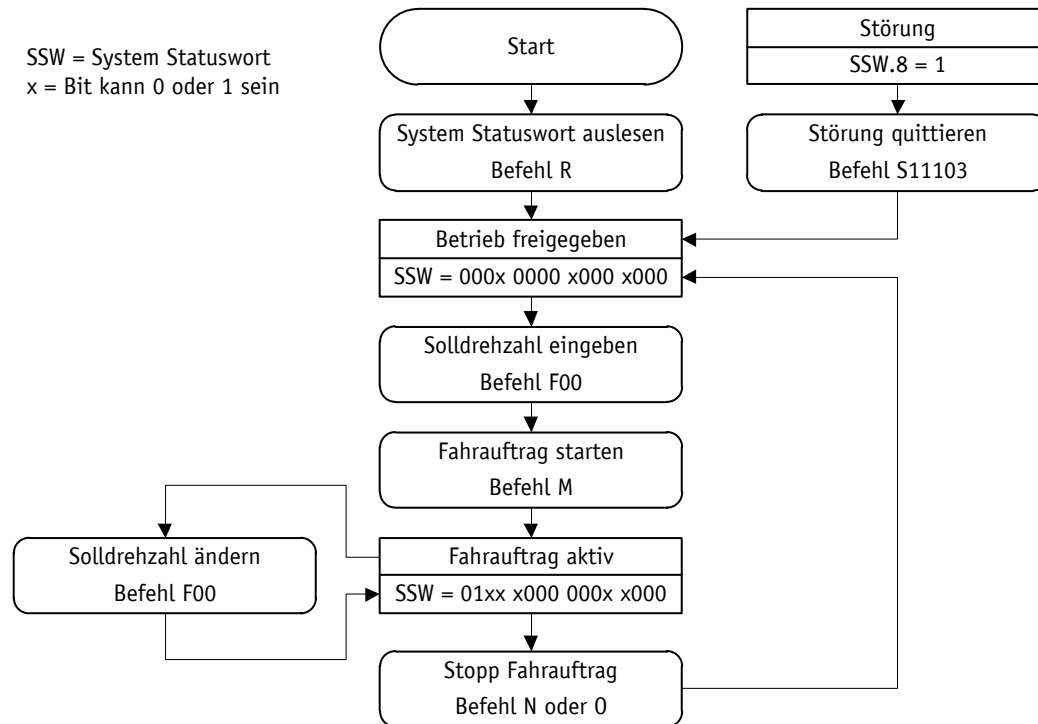 SSW = System Statuswort
x = Bit kann 0 oder 1 sein
Start
Störung
SSW.8 = 1
System Statuswort auslesen
Befehl R
Störung quittieren
Befehl S11103
Betrieb freigegeben
SSW = 000x 0000 x000 x000
Solldrehzahl eingeben
Befehl F00
Fahrauftrag starten
Befehl M
Solldrehzahl ändern
Befehl F00
Fahrauftrag aktiv
SSW = 01xx x000 000x x000
Stopp Fahrauftrag
Befehl N oder O